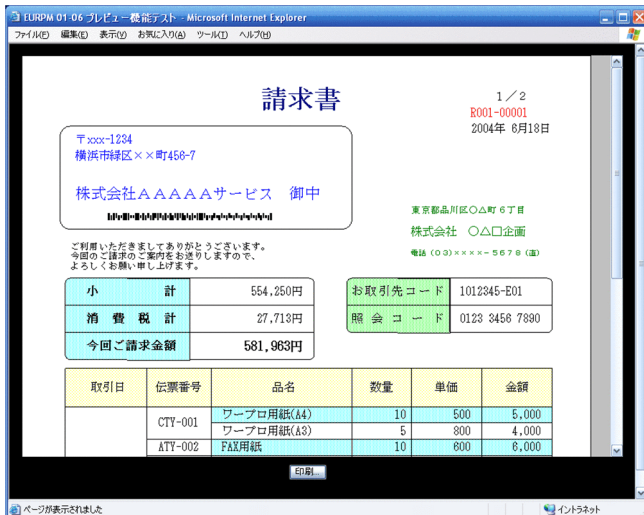 EURPM 01-06 プレビュー機能テスト - Microsoft Internet Explorer
ファイル(F) 編集(E) 表示(V) お気に入り(A) ツール(T) ヘルプ(H)
請求書
1/2
R001-00001
2004年 6月18日
〒xxx-1234
横浜市緑区××町456-7
株式会社AAAAAサービス 御中
東京都品川区○△町6丁目
株式会社 ○△□企画
電話 (03)××××-5678 (直)
ご利用いただきましてありがとうございます。
今回のご請求のご案内をお送りしますので、
よろしくお願い申し上げます。
小計 554,250円
消費税計 27,713円
今回ご請求金額 581,963円
お取引先コード 1012345-E01
照会コード 0123 3456 7890
取引日 伝票番号 品名 数量 単価 金額
CTY-001 ワープロ用紙(A4) 10 500 5,000
ワープロ用紙(A3) 5 800 4,000
ATY-002 FAX用紙 10 600 6,000
印刷...
ページが表示されました
イントラネット